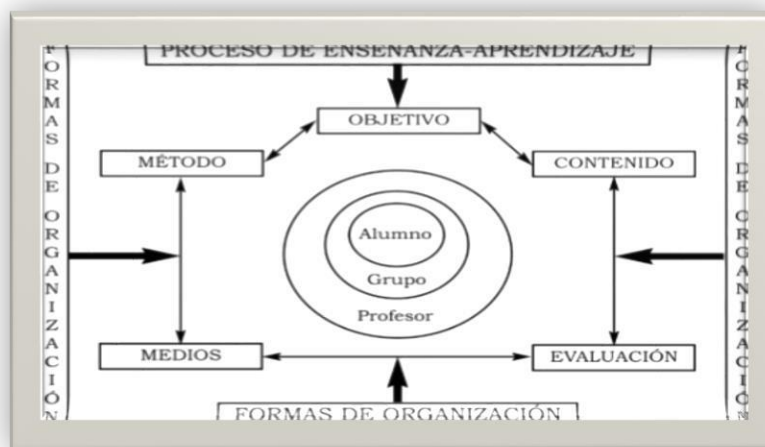 PROCESO DE ENSEÑANZA-APRENDIZAJE
FORMAS DE ORGANIZACIÓN
OBJETIVO
MÉTODO
CONTENIDO
Alumno
Grupo
Profesor
MEDIOS
EVALUACIÓN
FORMAS DE ORGANIZACIÓN
FORMAS DE ORGANIZACIÓN